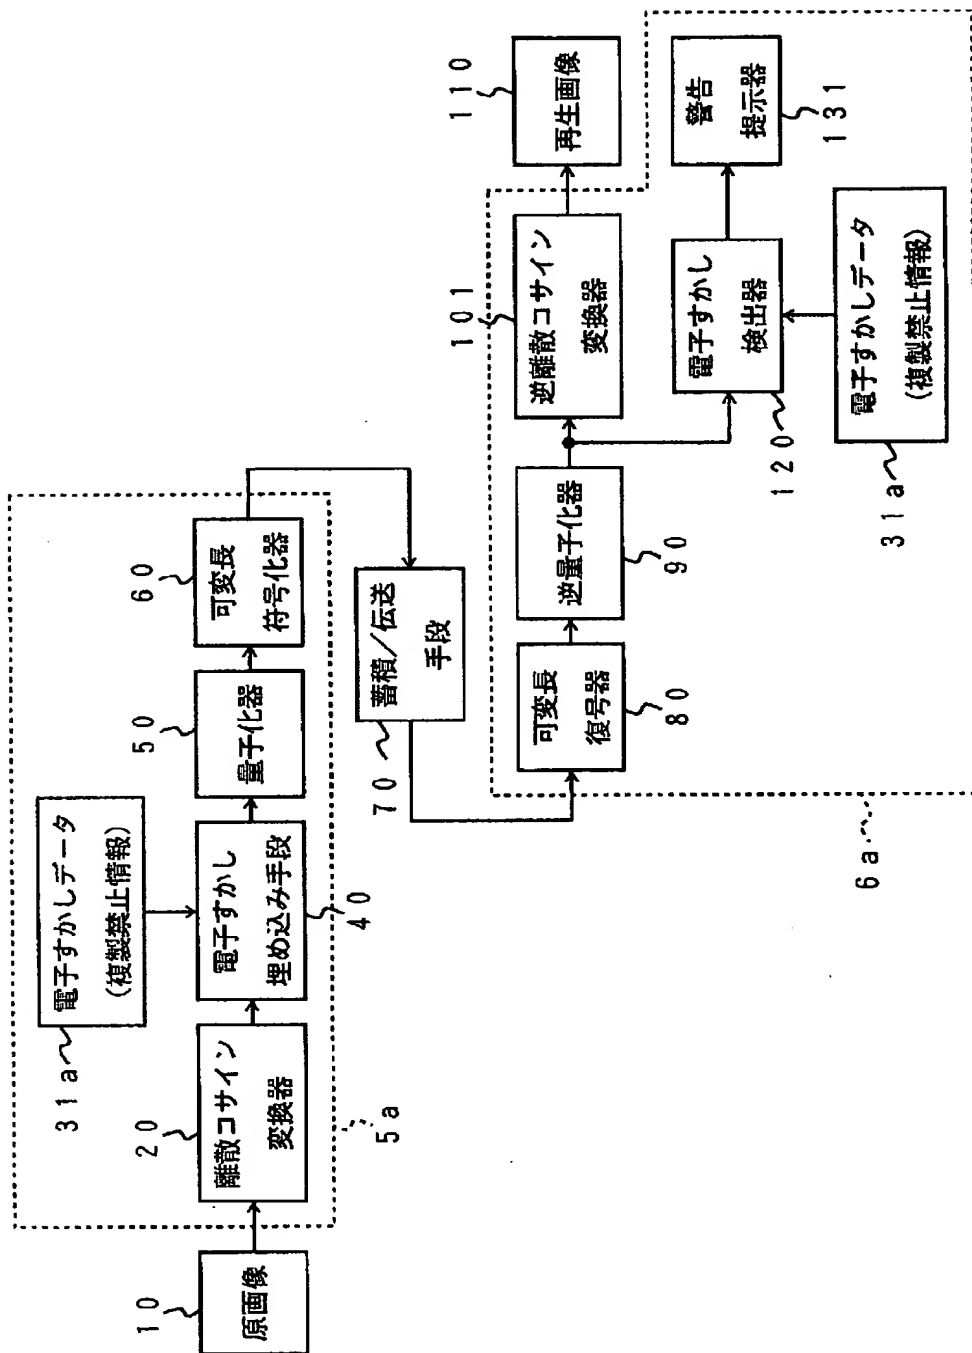 10
原画像
20
離散コサイン
変換器
31a
電子すかしデータ
(複製禁止情報)
電子すかし
埋め込み手段
40
50
量子化器
60
可変長
符号化器
5a
70
蓄積/伝送
手段
可変長
復号器
80
逆量子化器
90
101
逆離散コサイン
変換器
110
再生画像
電子すかし
検出器
120
警告
提示器
131
電子すかしデータ
(複製禁止情報)
31a
6a